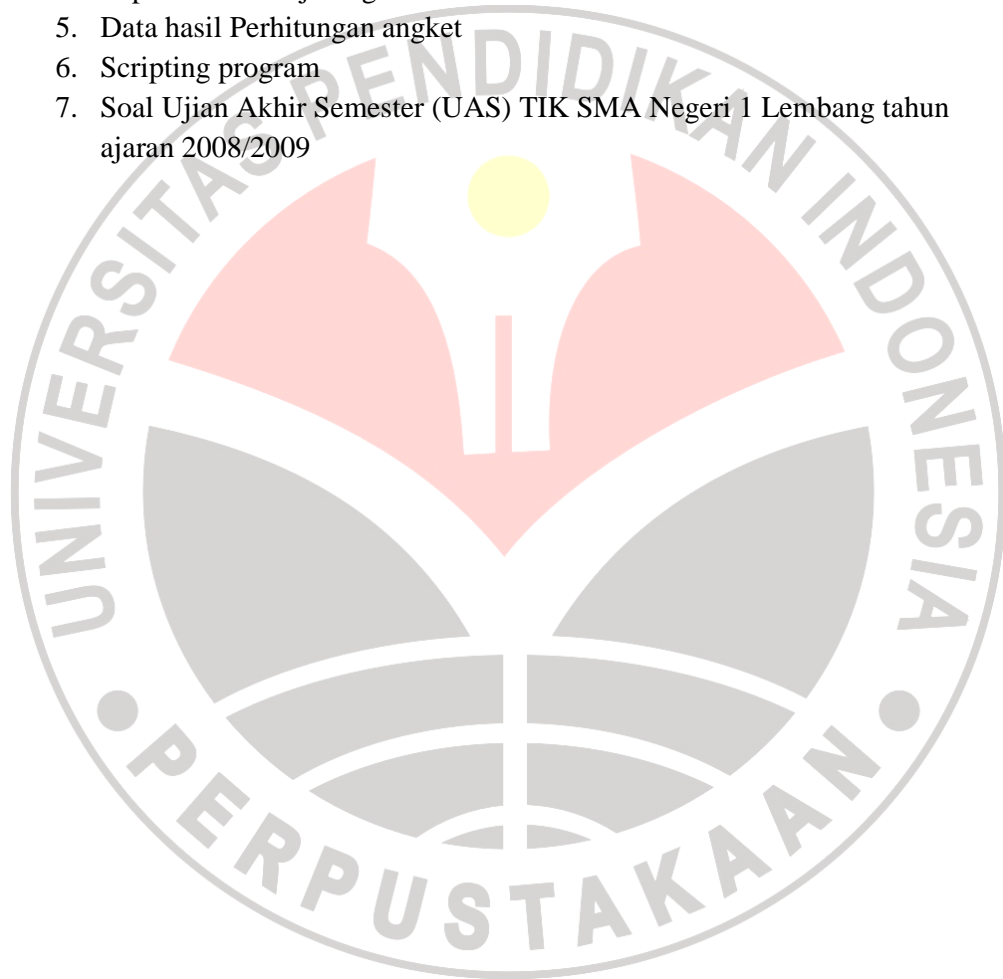 5. Data hasil Perhitungan angket
6. Scripting program
7. Soal Ujian Akhir Semester (UAS) TIK SMA Negeri 1 Lembang tahun
ajaran 2008/2009
UNIVERSITAS PENDIDIKAN INDONESIA
PERPUSTAKAAN